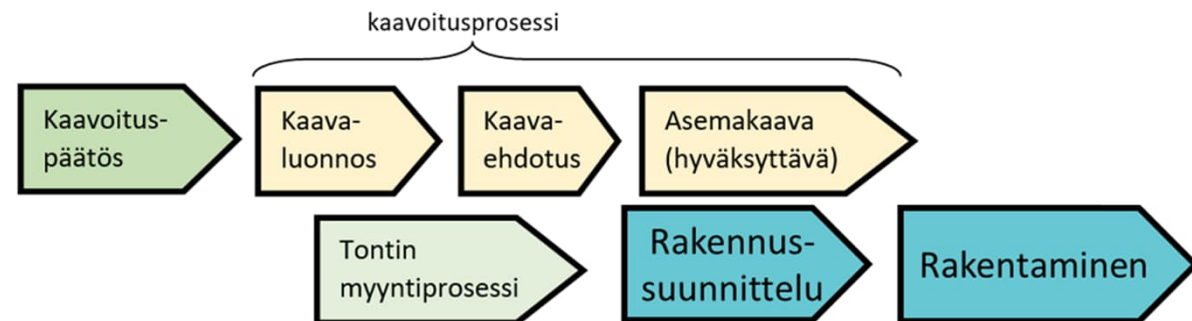 kaavoitusprosessi
Kaavoitus-
päätös
Kaava-
luonnos
Kaava-
ehdotus
Asemakaava
(hyväksyttävä)
Tontin
myyntiprosessi
Rakennus-
suunnittelu
Rakentaminen